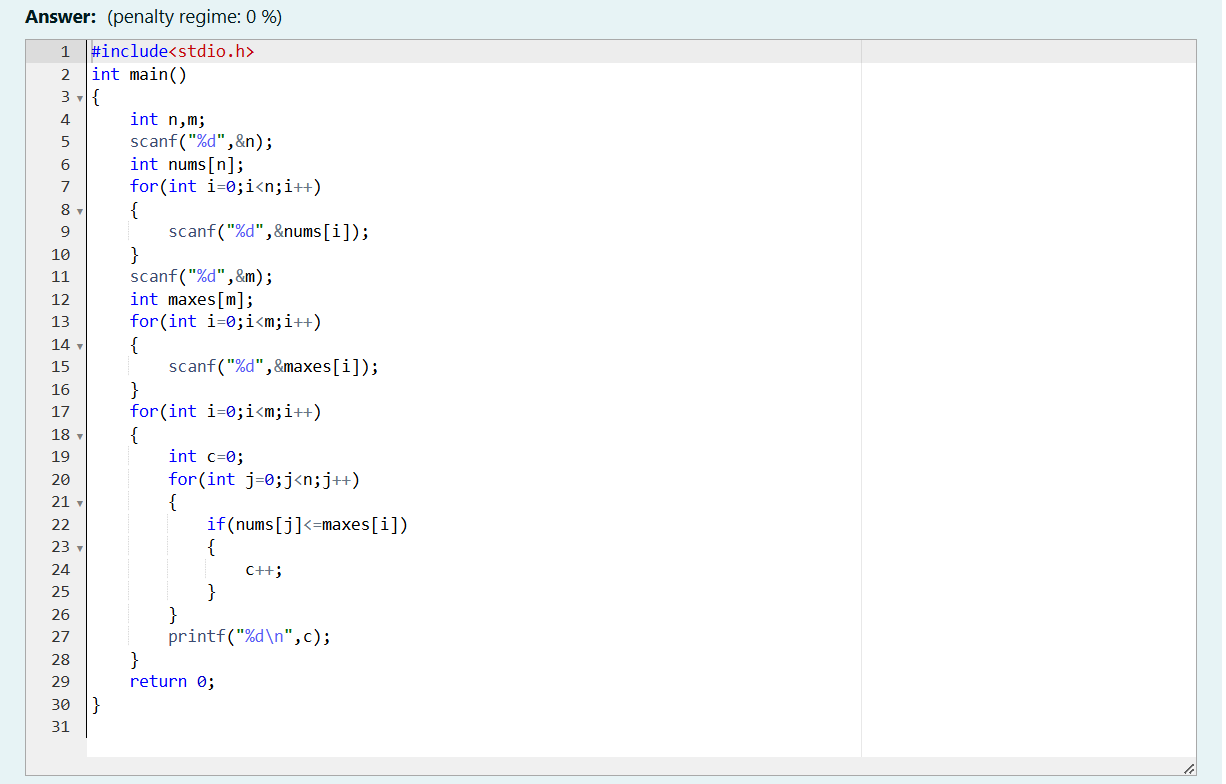 Answer: (penalty regime: 0 %)
1 #include<stdio.h>
2 int main()
3 {
4     int n,m;
5     scanf("%d",&n);
6     int nums[n];
7     for(int i=0;i<n;i++)
8     {
9         scanf("%d",&nums[i]);
10     }
11     scanf("%d",&m);
12     int maxes[m];
13     for(int i=0;i<m;i++)
14     {
15         scanf("%d",&maxes[i]);
16     }
17     for(int i=0;i<m;i++)
18     {
19         int c=0;
20         for(int j=0;j<n;j++)
21         {
22             if(nums[j]<=maxes[i])
23             {
24                 c++;
25             }
26         }
27         printf("%d\n",c);
28     }
29     return 0;
30 }
31